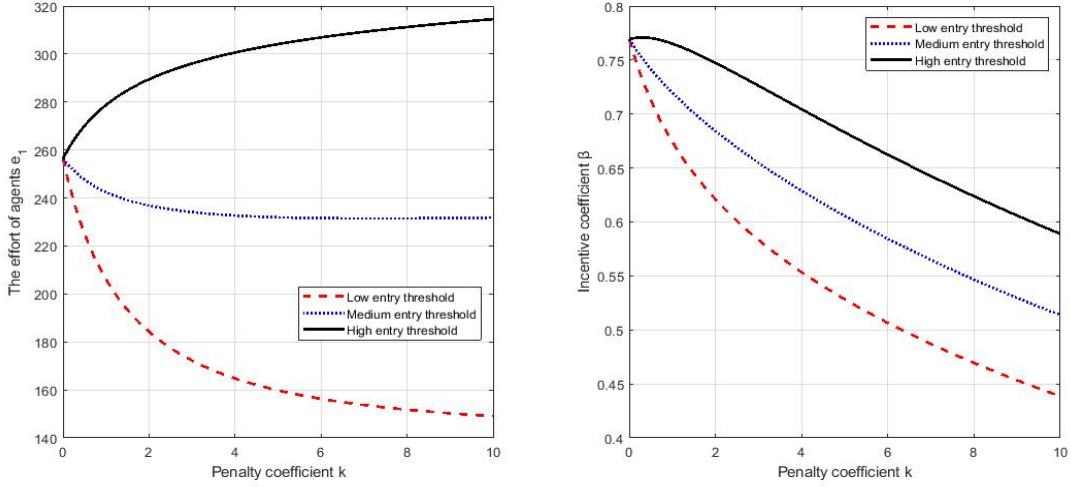 320
300
280
260
240
220
200
180
160
140
The effort of agents e1
0 2 4 6 8 10
Penalty coefficient k
Low entry threshold
Medium entry threshold
High entry threshold
0.8
0.75
0.7
0.65
0.6
0.55
0.5
0.45
0.4
Incentive coefficient β
0 2 4 6 8 10
Penalty coefficient k
Low entry threshold
Medium entry threshold
High entry threshold